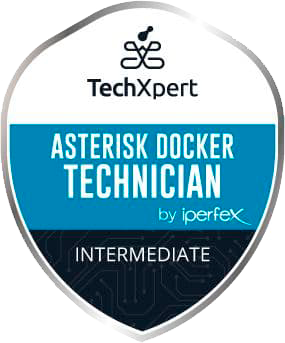 TechXpert
ASTERISK DOCKER
TECHNICIAN
by iperfex
INTERMEDIATE